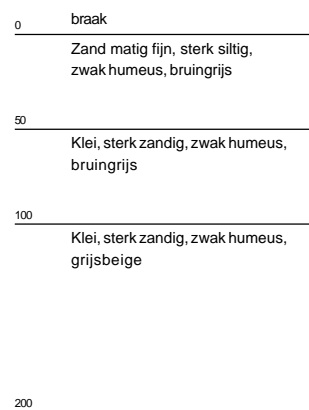 0 braak
Zand matig fijn, sterk siltig,
zwak humeus, bruingrijs
50
Klei, sterk zandig, zwak humeus,
bruingrijs
100
Klei, sterk zandig, zwak humeus,
grijsbeige
200